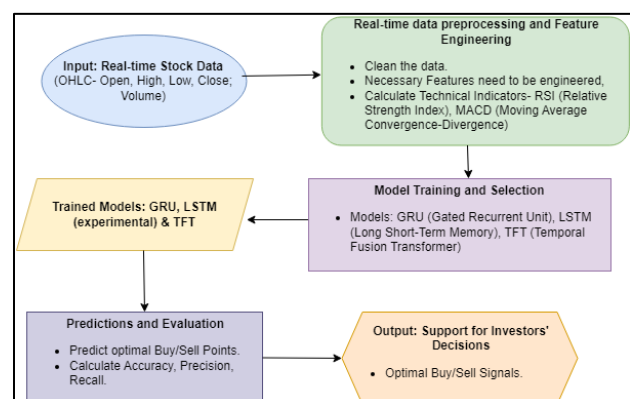 Input: Real-time Stock Data
(OHLC- Open, High, Low, Close;
Volume)
Real-time data preprocessing and Feature
Engineering
• Clean the data.
• Necessary Features need to be engineered,
• Calculate Technical Indicators- RSI (Relative
Strength Index), MACD (Moving Average
Convergence-Divergence)
Model Training and Selection
• Models: GRU (Gated Recurrent Unit), LSTM
(Long Short-Term Memory), TFT (Temporal
Fusion Transformer)
Trained Models: GRU, LSTM
(experimental) & TFT
Predictions and Evaluation
• Predict optimal Buy/Sell Points.
• Calculate Accuracy, Precision,
Recall.
Output: Support for Investors'
Decisions
• Optimal Buy/Sell Signals.